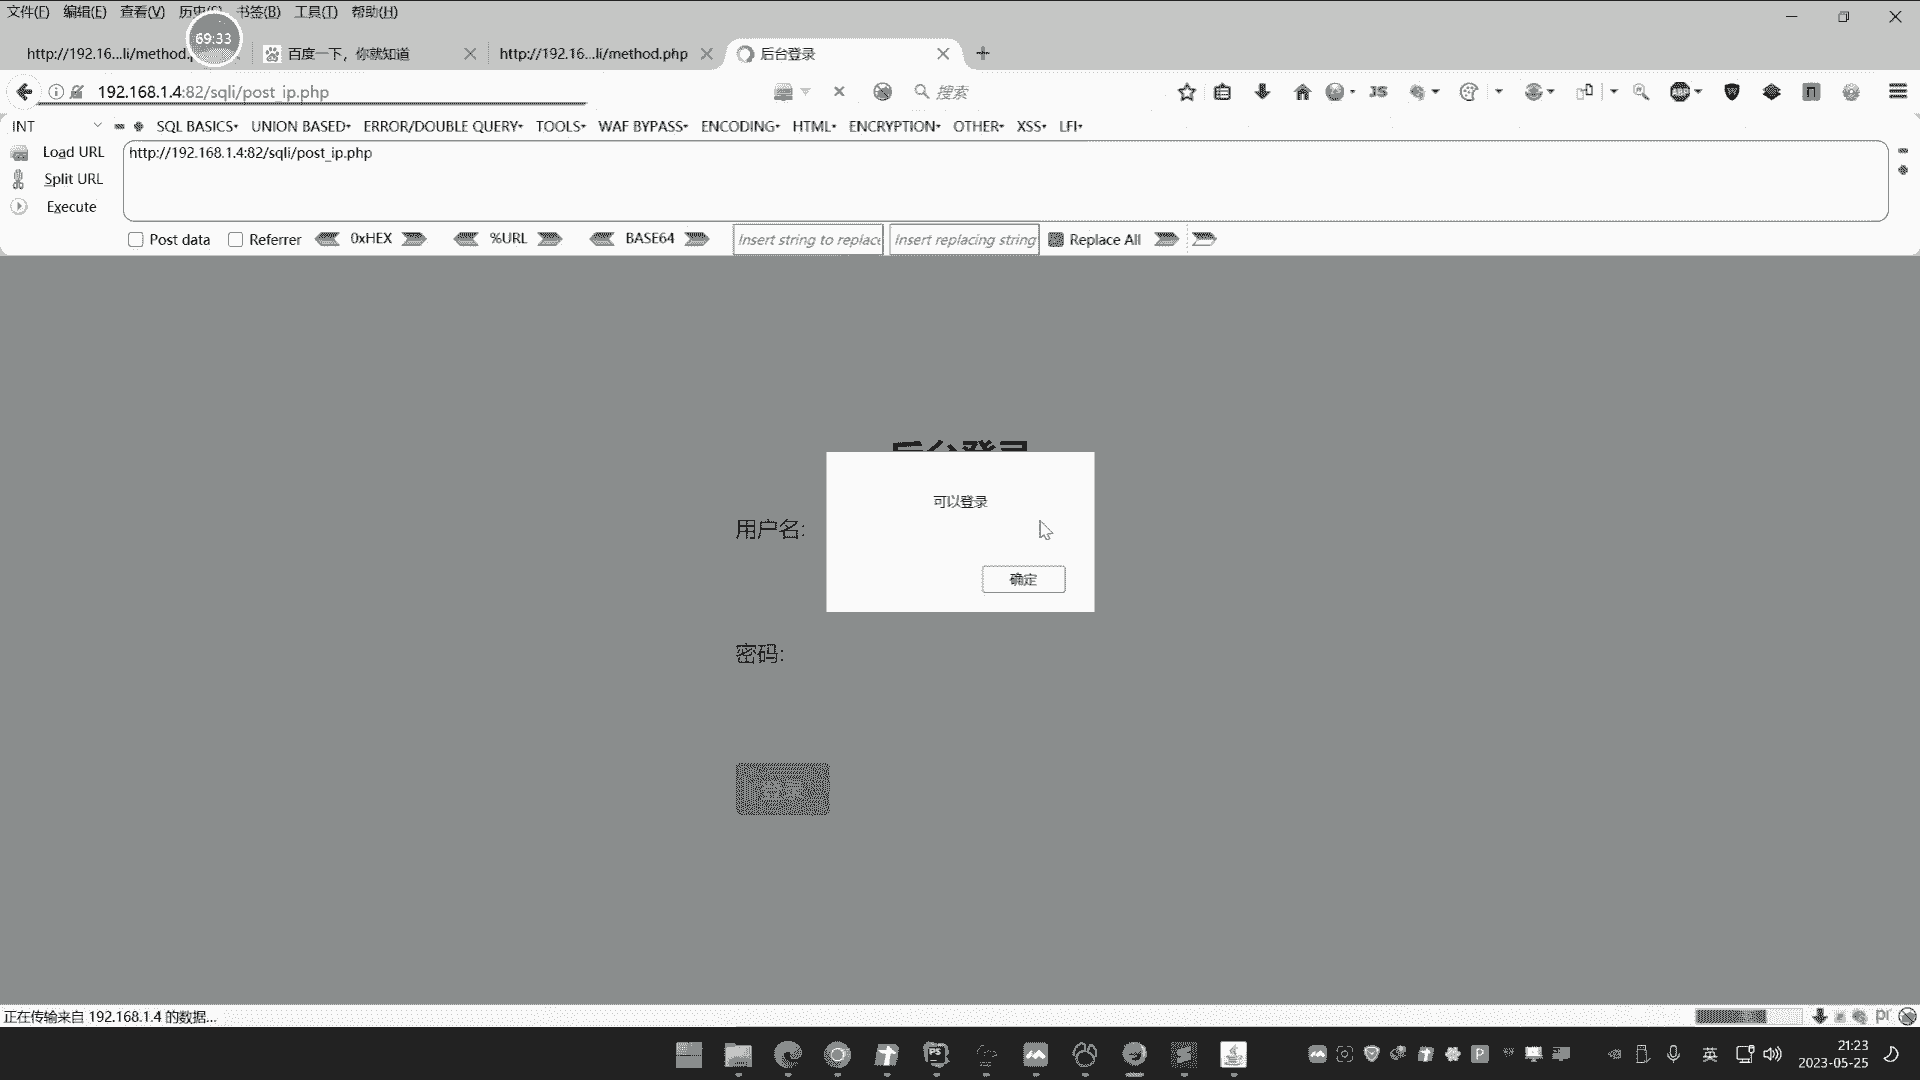 文件(F) 编辑(E) 查看(V) 历史(S) 书签(B) 工具(T) 帮助(H)
69:33
http://192.16...li/method. 百度一下，你就知道 http://192.16...li/method.php 后台登录
192.168.1.4:82/sqli/post_ip.php 搜索 JS ABP
INT SQL BASICS UNION BASED ERROR/DOUBLE QUERY TOOLS WAF BYPASS ENCODING HTML ENCRYPTION OTHER XSS LFI
Load URL http://192.168.1.4:82/sqli/post_ip.php
Split URL
Execute
Post data Referrer 0xHEX %URL BASE64 Insert string to replace Insert replacing string Replace All
后台登录
可以登录
用户名:
确定
密码:
正在传输来自 192.168.1.4 的数据...
PS P 英 21:23
2023-05-25